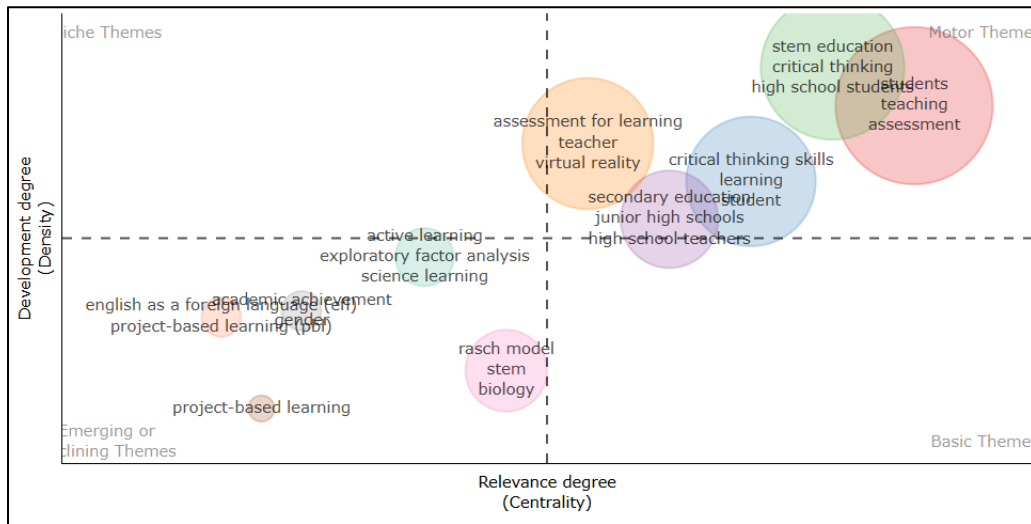 iche Themes
Motor Theme
stem education
critical thinking
high school students
students
teaching
assessment
assessment for learning
teacher
virtual reality
critical thinking skills
learning
student
secondary education
junior high schools
high school teachers
active learning
exploratory factor analysis
science learning
academic achievement
gender
english as a foreign language (efl)
project-based learning (pbl)
rasch model
stem
biology
project-based learning
Emerging or
clining Themes
Basic Theme
Development degree
(Density)
Relevance degree
(Centrality)